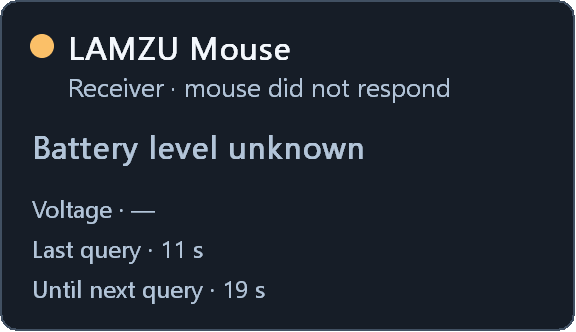 LAMZU Mouse
Receiver · mouse did not respond
Battery level unknown
Voltage · —
Last query · 11 s
Until next query · 19 s